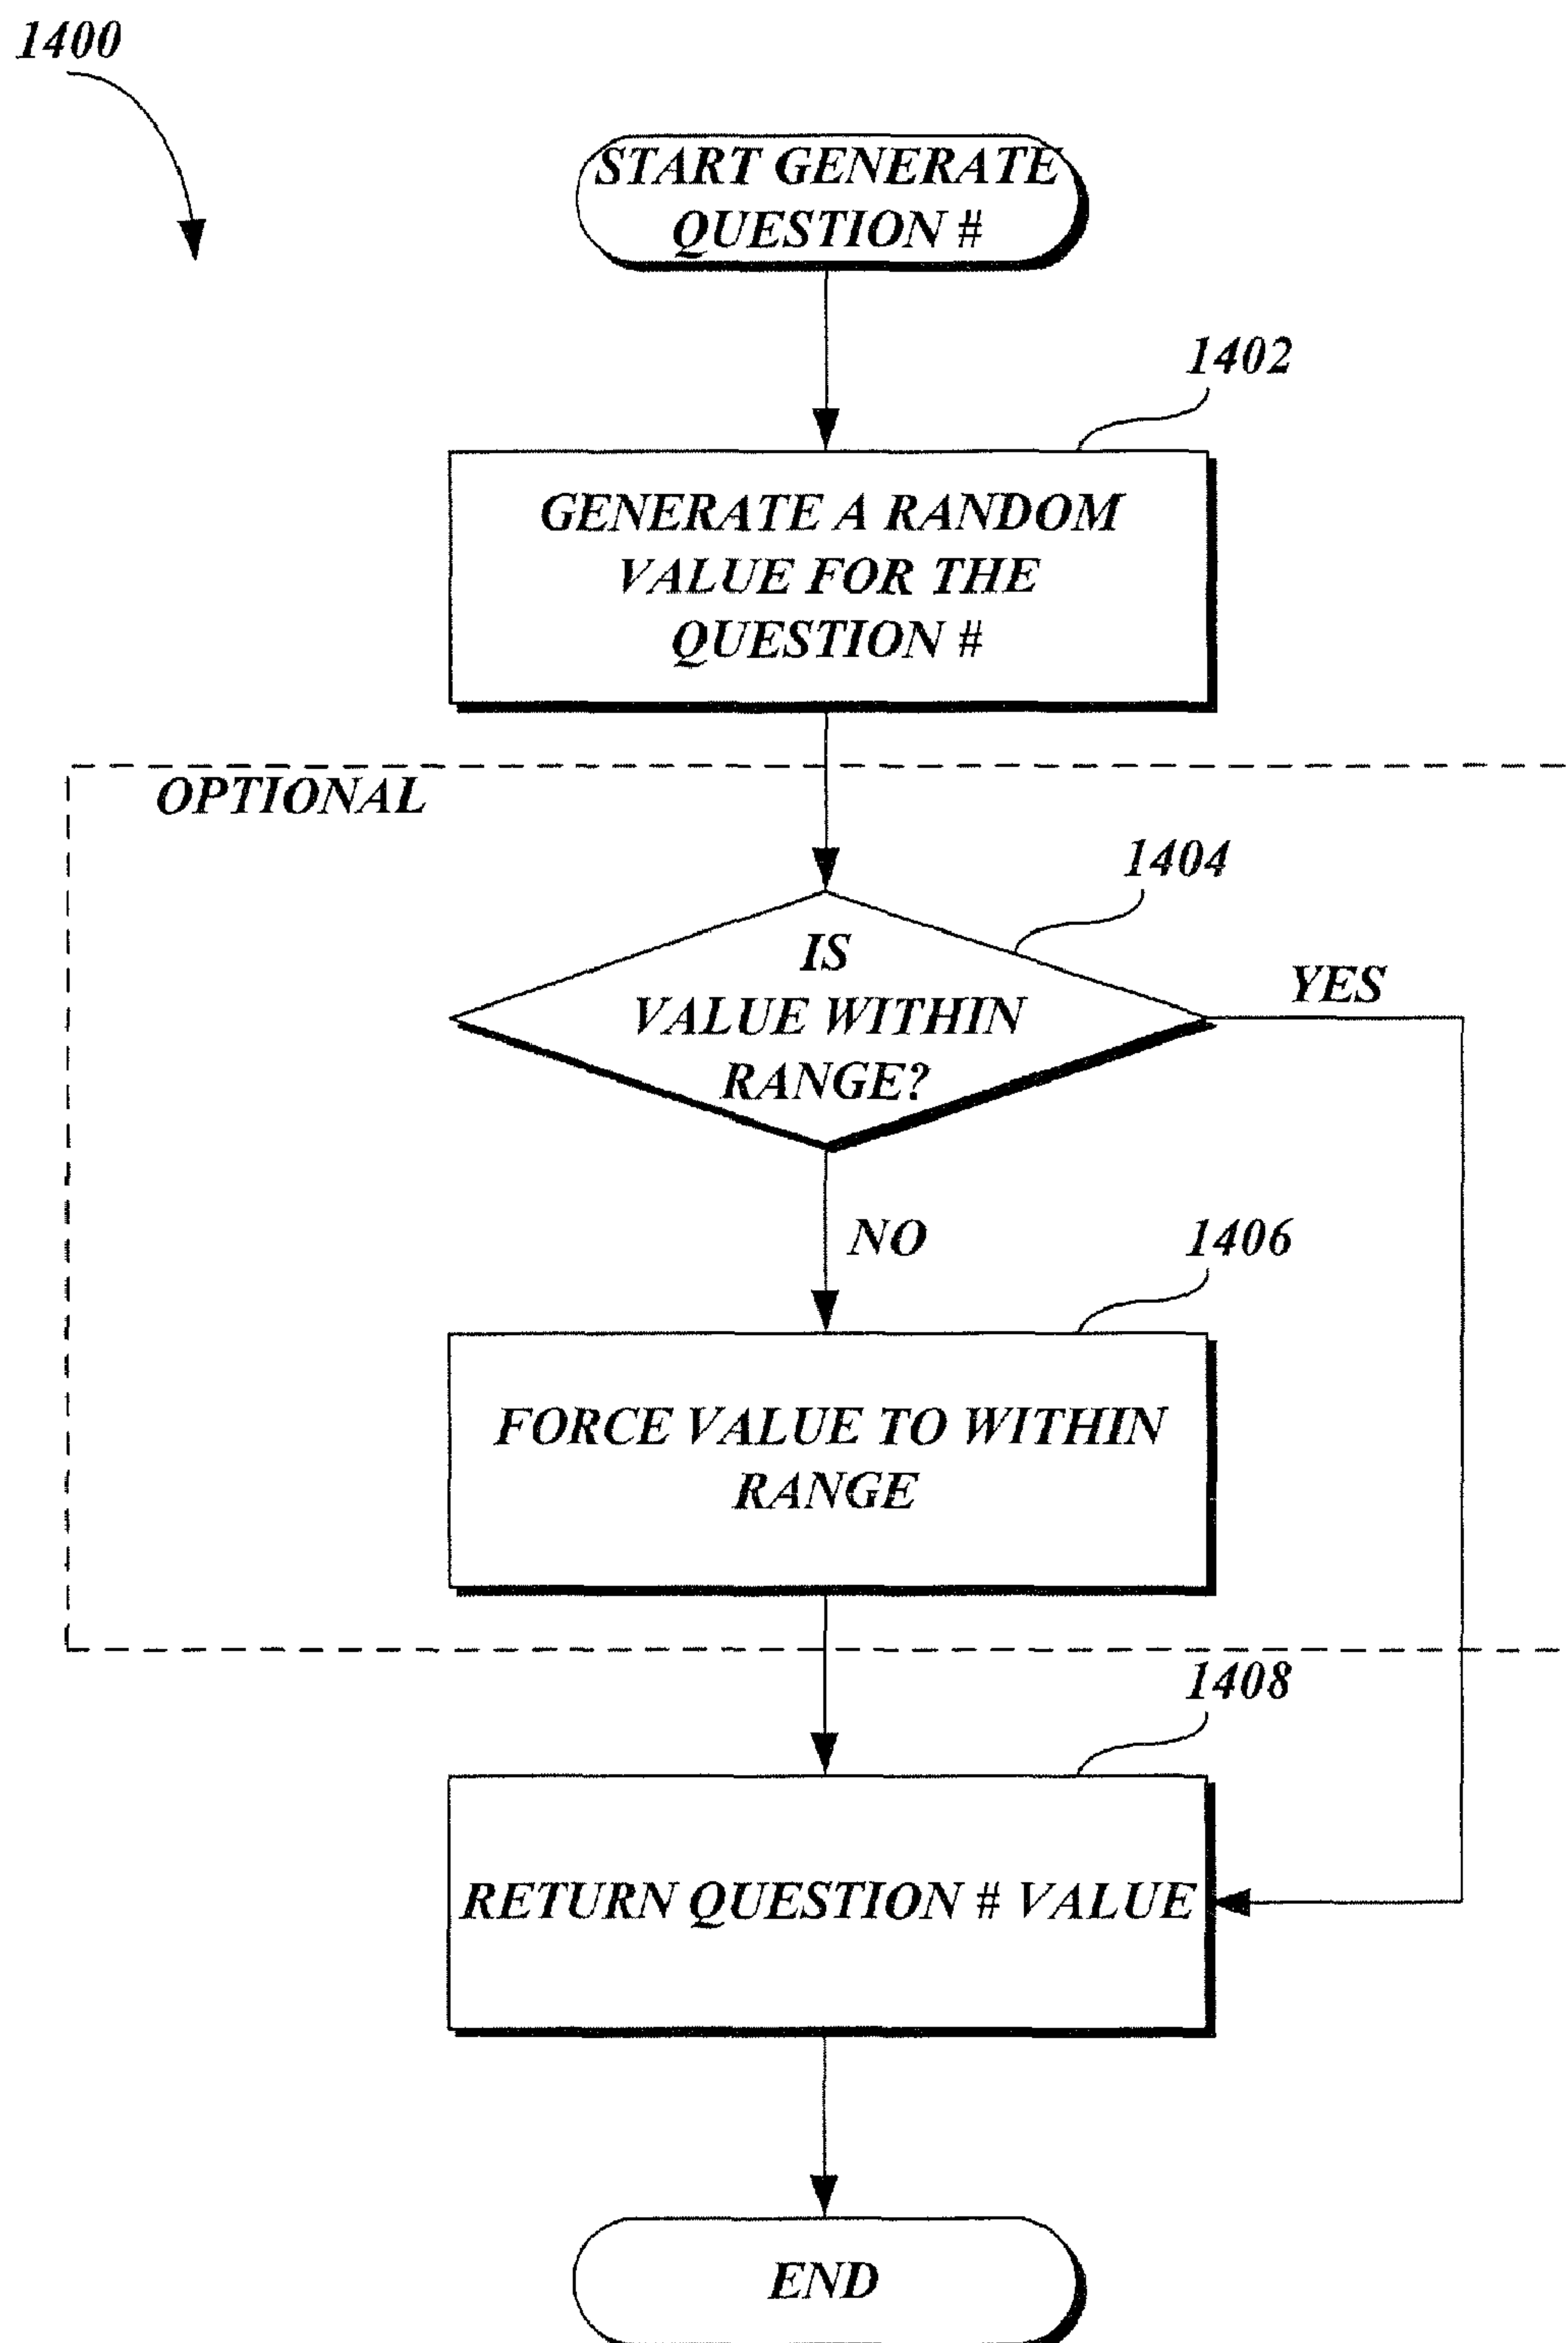 1400
START GENERATE
QUESTION #
1402
GENERATE A RANDOM
VALUE FOR THE
QUESTION #
OPTIONAL
1404
IS
VALUE WITHIN
RANGE?
YES
NO
1406
FORCE VALUE TO WITHIN
RANGE
1408
RETURN QUESTION # VALUE
END